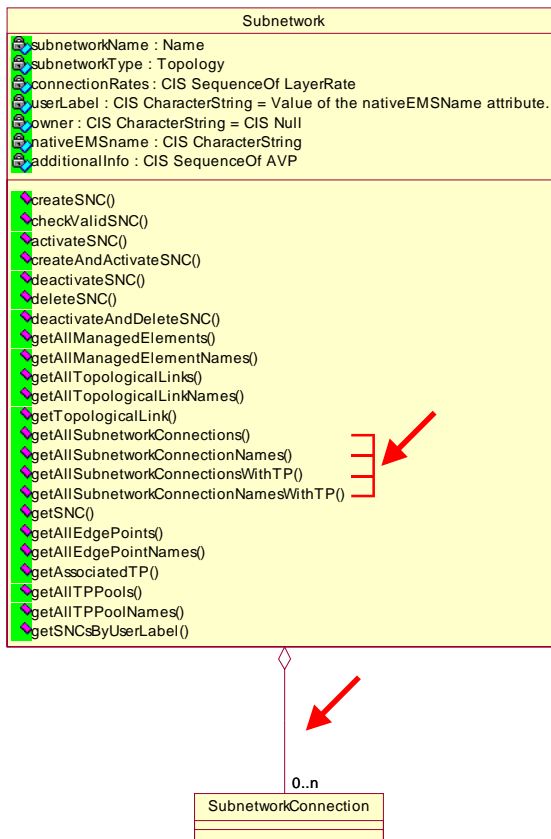 Subnetwork
subnetworkName : Name
subnetworkType : Topology
connectionRates : CIS SequenceOf LayerRate
userLabel : CIS CharacterString = Value of the nativeEMSName attribute.
owner : CIS CharacterString = CIS Null
nativeEMSname : CIS CharacterString
additionalInfo : CIS SequenceOf AVP
createSNC()
checkValidSNC()
activateSNC()
createAndActivateSNC()
deactivateSNC()
deleteSNC()
deactivateAndDeleteSNC()
getAllManagedElements()
getAllManagedElementNames()
getAllTopologicalLinks()
getAllTopologicalLinkNames()
getTopologicalLink()
getAllSubnetworkConnections()
getAllSubnetworkConnectionNames()
getAllSubnetworkConnectionsWithTP()
getAllSubnetworkConnectionNamesWithTP()
getSNC()
getAllEdgePoints()
getAllEdgePointNames()
getAssociatedTP()
getAllTPPools()
getAllTPPoolNames()
getSNCsByUserLabel()
0..n
SubnetworkConnection